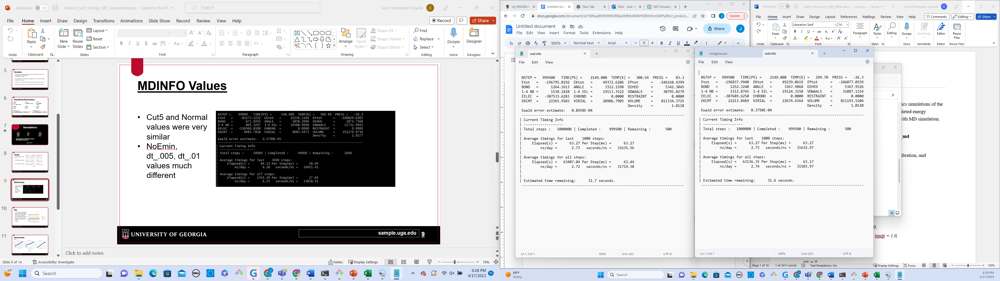 AutoSave Off Ustanik_Lab2_Energy_MD_Simulation.pptx • Saved to this PC Search Jack Christopher Ustanik JC
File Home Insert Draw Design Transitions Animations Slide Show Record Review View Help Record Share
Paste New Slide Reuse Slides Layout Reset Section
B I U S ab AV Aa
Arrange Quick Styles Shape Fill Shape Outline Shape Effects
Find Replace Select Dictate Designer
Undo Clipboard Slides Font Paragraph Drawing Editing Voice Designer
5
6
7
Simulations
8
9
10
11
MDINFO Values
• Cut5 and Normal
values were very
similar
• NoEmin,
dt_.005, dt_.01
values much
different
NSTEP = 49000 TIME(PS) = 148.000 TEMP(K) = 300.99 PRESS = -26.3
Etot = -85273.5222 EKtot = 21556.1144 EPtot = -106829.6365
BOND = 671.9242 ANGLE = 1858.2094 DIHED = 2874.7268
1-4 NB = 805.3247 1-4 EEL = 10588.9948 VDWAALS = 12731.9943
EELEC = -136360.8108 EHBOND = 0.0000 RESTRAINT = 0.0000
EKCMT = 9485.7818 VIRIAL = 9685.4471 VOLUME = 351270.9756
Density = 1.0177
Ewald error estimate: 0.5799E-05
Current Timing Info
Total steps : 50000 | Completed : 49000 | Remaining : 1000
Average timings for last 3000 steps:
Elapsed(s) = 84.13 Per Step(ms) = 28.04
ns/day = 6.16 seconds/ns = 14021.41
Average timings for all steps:
Elapsed(s) = 1354.20 Per Step(ms) = 27.64
ns/day = 6.25 seconds/ns = 13818.41
UNIVERSITY OF GEORGIA
sample.uga.edu 9
Click to add notes
Slide 9 of 14 Accessibility: Investigate Notes Display Settings 78%
69° Search 6:18 PM 4/17/2023 15
L6_MMGBSA Untitled docu New Tab Mail - Jack C MD Simulatio
docs.google.com/document/d/1Mhaa9O9HItWJRNpAMhfc4tXKH58hHAmSMPyWxU_pmik/e... Update
Untitled document
File Edit View Insert Format Tools Extensions Help Share J
100% Normal text Arial 11 B I U A
md.info
File Edit View
NSTEP = 999500 TIME(PS) = 2149.000 TEMP(K) = 300.54 PRESS = 83.3
Etot = -196795.8192 EKtot = 49372.6206 EPtot = -246168.4399
BOND = 1264.1613 ANGLE = 3312.1598 DIHED = 5342.3045
1-4 NB = 1538.1828 1-4 EEL = 19113.3522 VDWAALS = 30795.0279
EELEC = -307533.6283 EHBOND = 0.0000 RESTRAINT = 0.0000
EKCMT = 22365.9503 VIRIAL = 20906.7905 VOLUME = 811334.3725
Density = 1.0118
Ewald error estimate: 0.8458E-04
Current Timing Info
Total steps : 1000000 | Completed : 999500 | Remaining : 500
Average timings for last 1000 steps:
Elapsed(s) = 63.27 Per Step(ms) = 63.27
ns/day = 2.73 seconds/ns = 31635.56
Average timings for all steps:
Elapsed(s) = 63407.04 Per Step(ms) = 63.44
ns/day = 2.72 seconds/ns = 31719.38
Estimated time remaining: 31.7 seconds.
Ln 1, Col 1 100% Unix (LF) UTF-8
mmgbsa.out md.info
File Edit View
NSTEP = 999500 TIME(PS) = 2149.000 TEMP(K) = 299.70 PRESS = -26.3
Etot = -196837.9940 EKtot = 49239.0619 EPtot = -246077.0559
BOND = 1252.3240 ANGLE = 3267.9868 DIHED = 5367.9526
1-4 NB = 1512.8745 1-4 EEL = 19124.3158 VDWAALS = 31087.1154
EELEC = -307689.6250 EHBOND = 0.0000 RESTRAINT = 0.0000
EKCMT = 22213.8469 VIRIAL = 22674.6564 VOLUME = 811193.5104
Density = 1.0120
Ewald error estimate: 0.3750E-04
Current Timing Info
Total steps : 1000000 | Completed : 999500 | Remaining : 500
Average timings for last 1000 steps:
Elapsed(s) = 63.27 Per Step(ms) = 63.27
ns/day = 2.73 seconds/ns = 31632.97
Average timings for all steps:
Elapsed(s) = 63136.35 Per Step(ms) = 63.17
ns/day = 2.74 seconds/ns = 31583.97
Estimated time remaining: 31.6 seconds.
Ln 1, Col 1 100% Unix (LF) UTF-8
AutoSave On Lab4_instructions_MD_GBSA.docx - Compa... • Saved Jack Christopher Ustanik JC
File Home Insert Draw Design Layout References Mailings Review View Help Comments Editing Share
Paste Liberation Serif 14 Paragraph Styles Editing Dictate Sensitivity Editor Reuse Files
Undo Clipboard Font Styles Voice Sensitivity Editor Reuse Files
ics simulations of the
leted energy
vith MD simulation.
_md
ibration, and
0,
tautp = 1.0,
Page 1 of 16 1 of 2411 words Text Predictions: On Display Settings Focus 100%
69°F
Sunny
Search 6:18 PM 4/17/2023